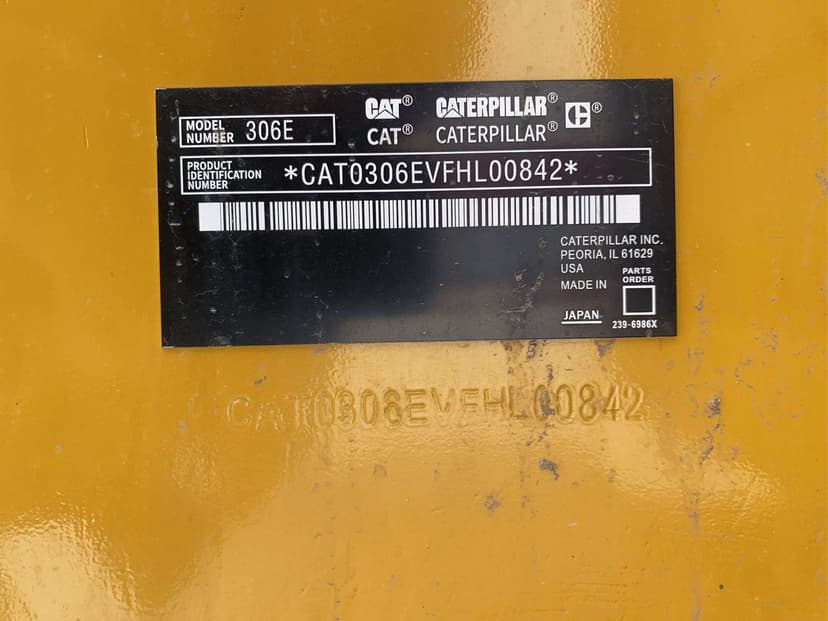 CAT® CATERPILLAR® C®
MODEL NUMBER 306E
CAT® CATERPILLAR®
PRODUCT IDENTIFICATION NUMBER *CAT0306EVFHL00842*
CATERPILLAR INC.
PEORIA, IL 61629
USA
PARTS ORDER
MADE IN
JAPAN
239-6986X
CAT0306EVFHL00842